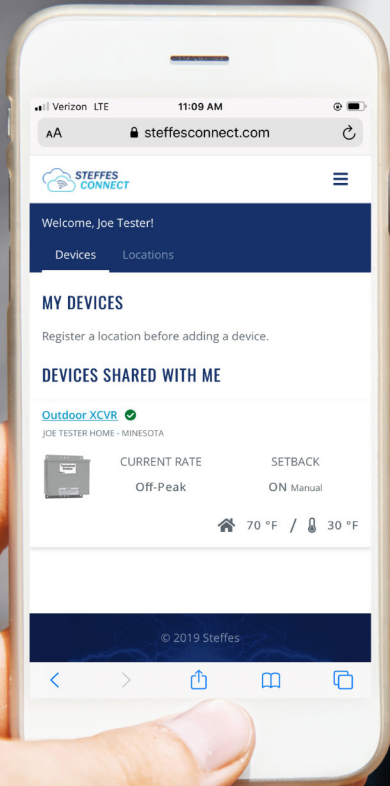 Verizon LTE 11:09 AM
AA steffesconnect.com
STEFFES
CONNECT
Welcome, Joe Tester!
Devices Locations
MY DEVICES
Register a location before adding a device.
DEVICES SHARED WITH ME
Outdoor XCVR
JOE TESTER HOME - MINESOTA
CURRENT RATE SETBACK
Off-Peak ON Manual
70 °F / 30 °F
© 2019 Steffes